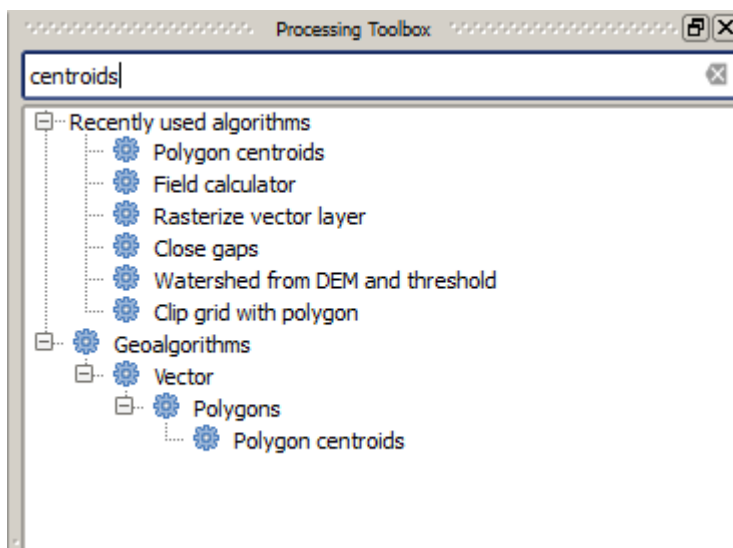 Processing Toolbox
centroids
Recently used algorithms
Polygon centroids
Field calculator
Rasterize vector layer
Close gaps
Watershed from DEM and threshold
Clip grid with polygon
Geoalgorithms
Vector
Polygons
Polygon centroids